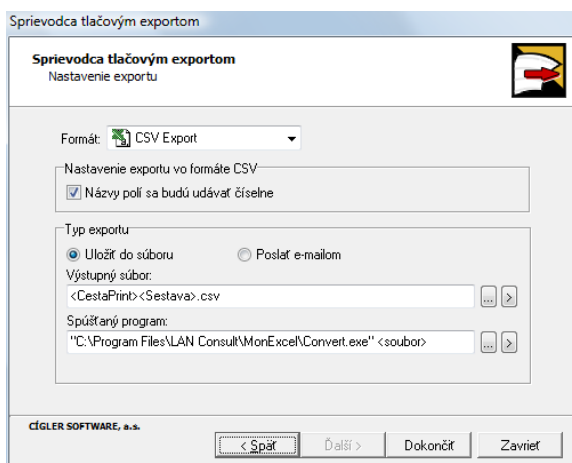 Sprievodca tlačovým exportom
Sprievodca tlačovým exportom
Nastavenie exportu
Formát: CSV Export
Nastavenie exportu vo formáte CSV
Názvy polí sa budú udávať číselne
Typ exportu
Uložiť do súboru Poslať e-mailom
Výstupný súbor:
<CestaPrint><Sestava>.csv ... >
Spúšťaný program:
"C:\Program Files\LAN Consult\MonExcel\Convert.exe" <soubor> ... >
CÍGLER SOFTWARE, a.s.
< Späť Ďalší > Dokončiť Zavrieť